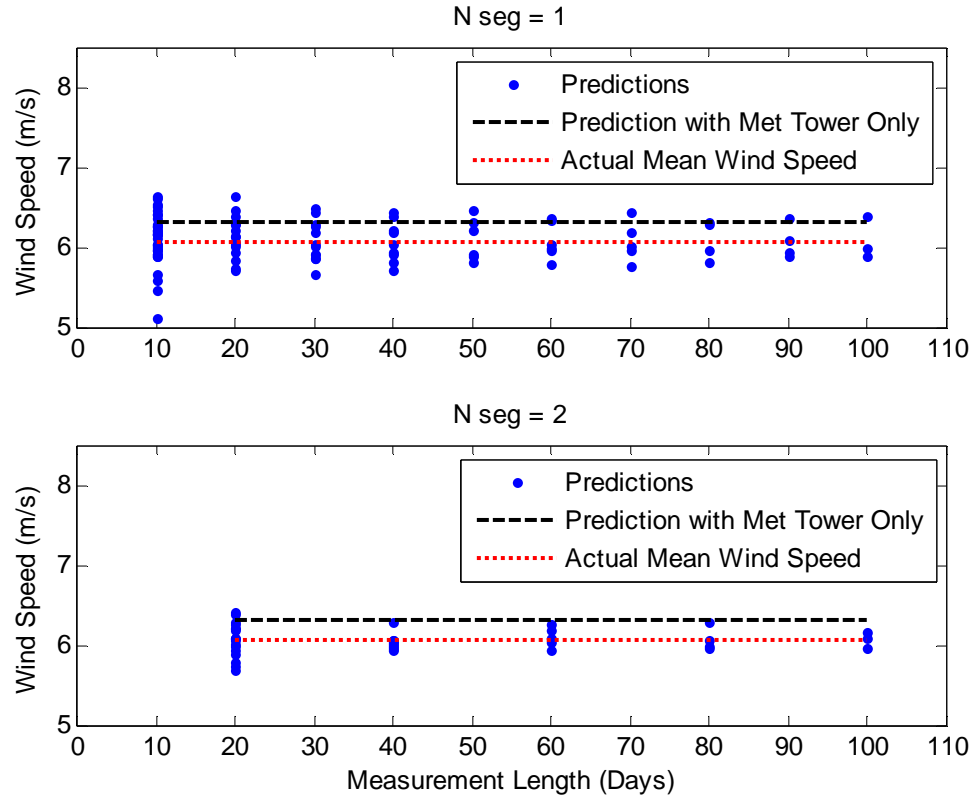 N seg = 1
Wind Speed (m/s)
8
7
6
5
Predictions
Prediction with Met Tower Only
Actual Mean Wind Speed
0 10 20 30 40 50 60 70 80 90 100 110
N seg = 2
Wind Speed (m/s)
8
7
6
5
Predictions
Prediction with Met Tower Only
Actual Mean Wind Speed
0 10 20 30 40 50 60 70 80 90 100 110
Measurement Length (Days)